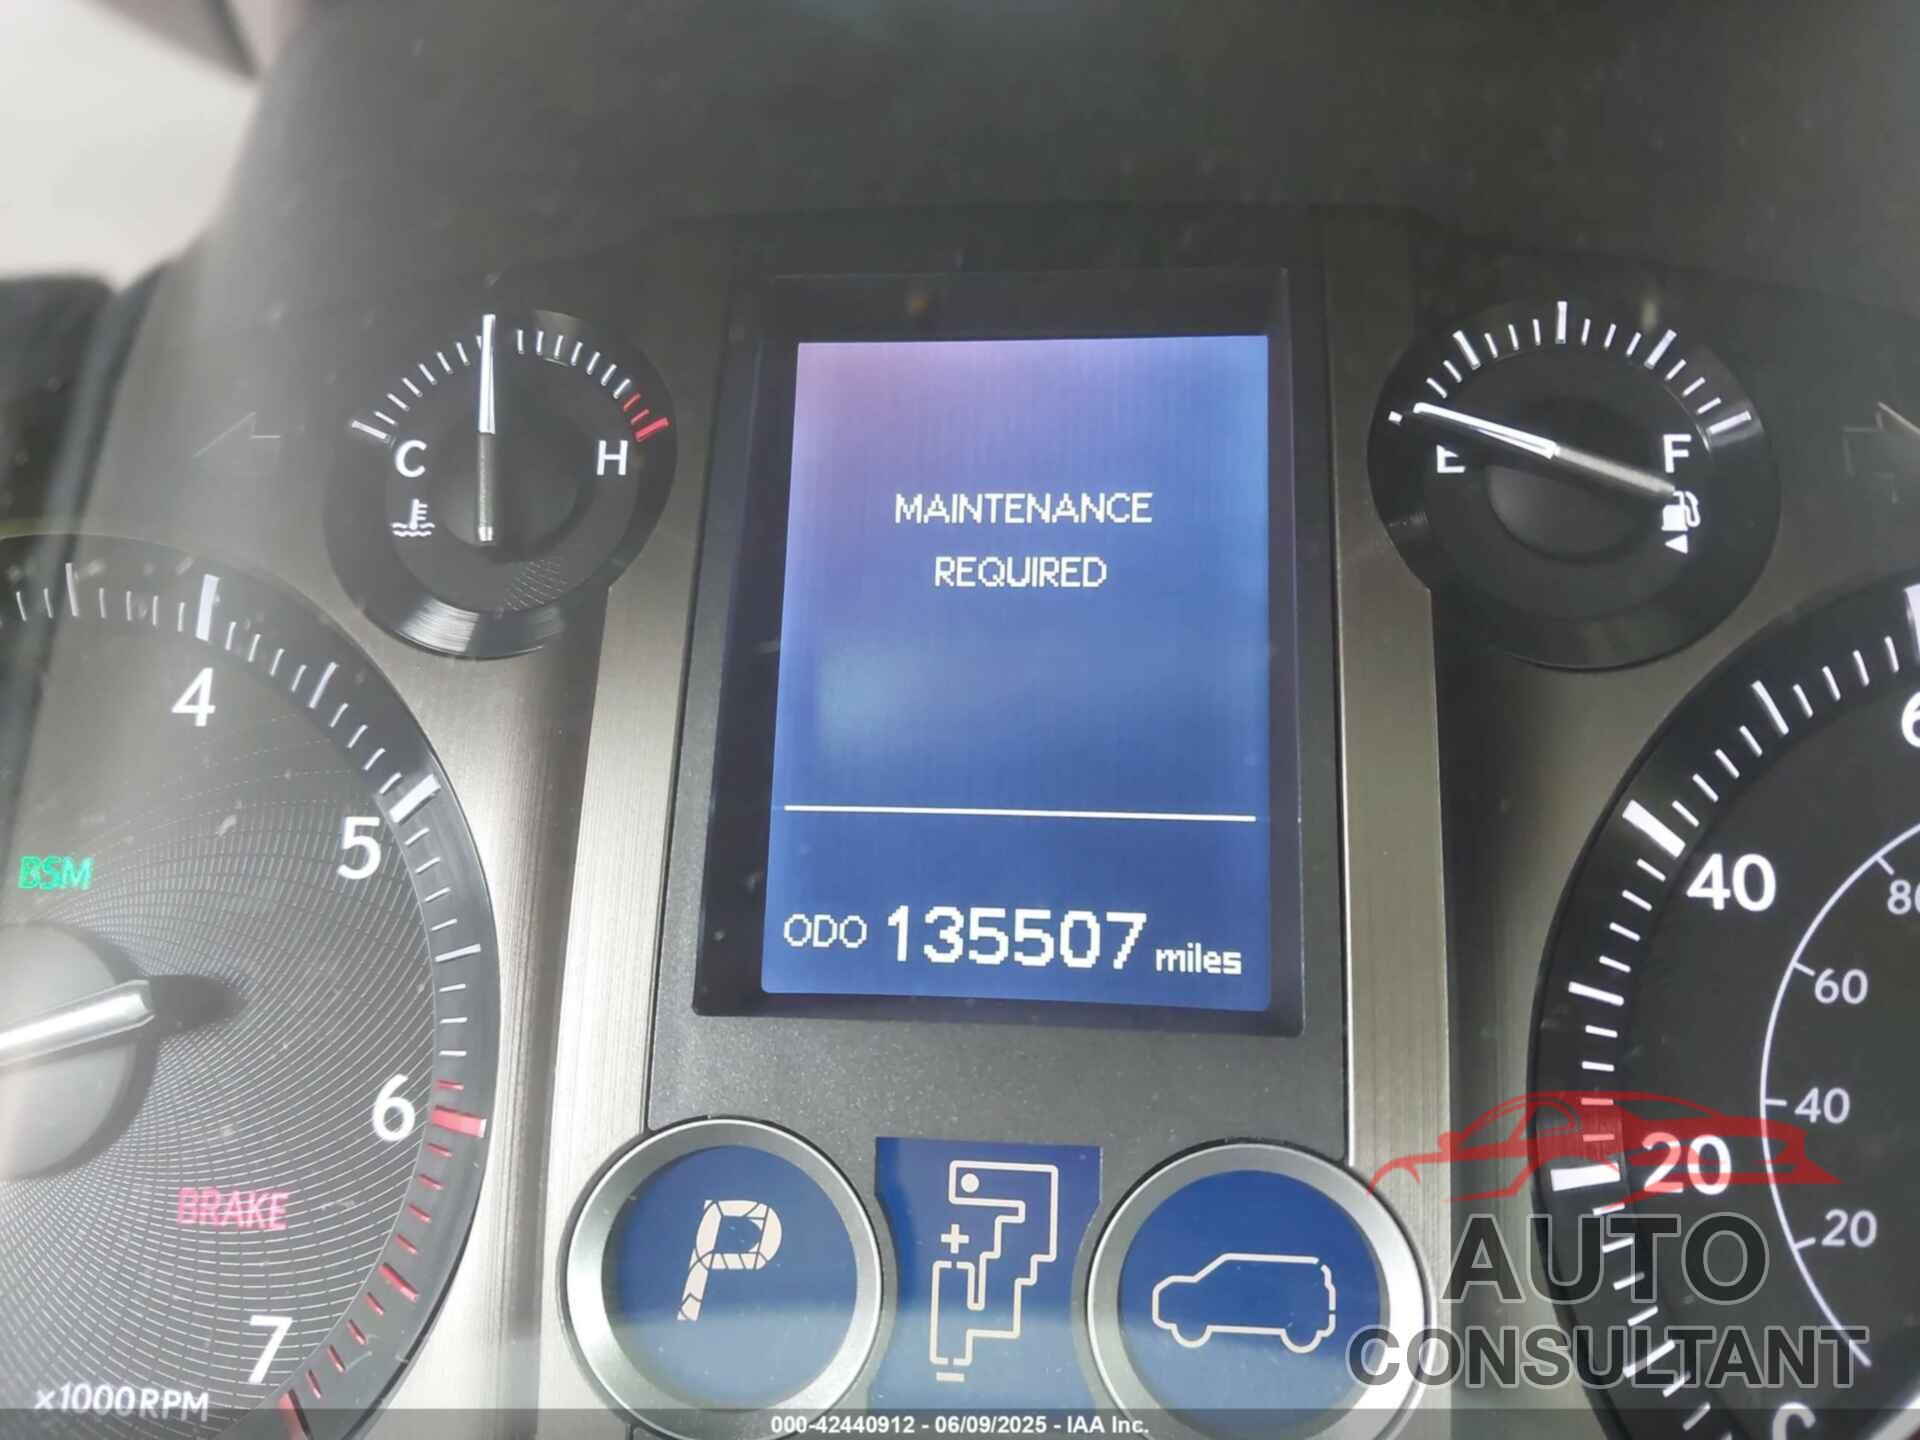 C
H
E
F
MAINTENANCE
REQUIRED
ODO 135507 miles
4
5
6
7
x1000RPM
BSM
BRAKE
P
+
-
40
20
80
60
40
20
AUTO
CONSULTANT
000-42440912 - 06/09/2025 - IAA Inc.